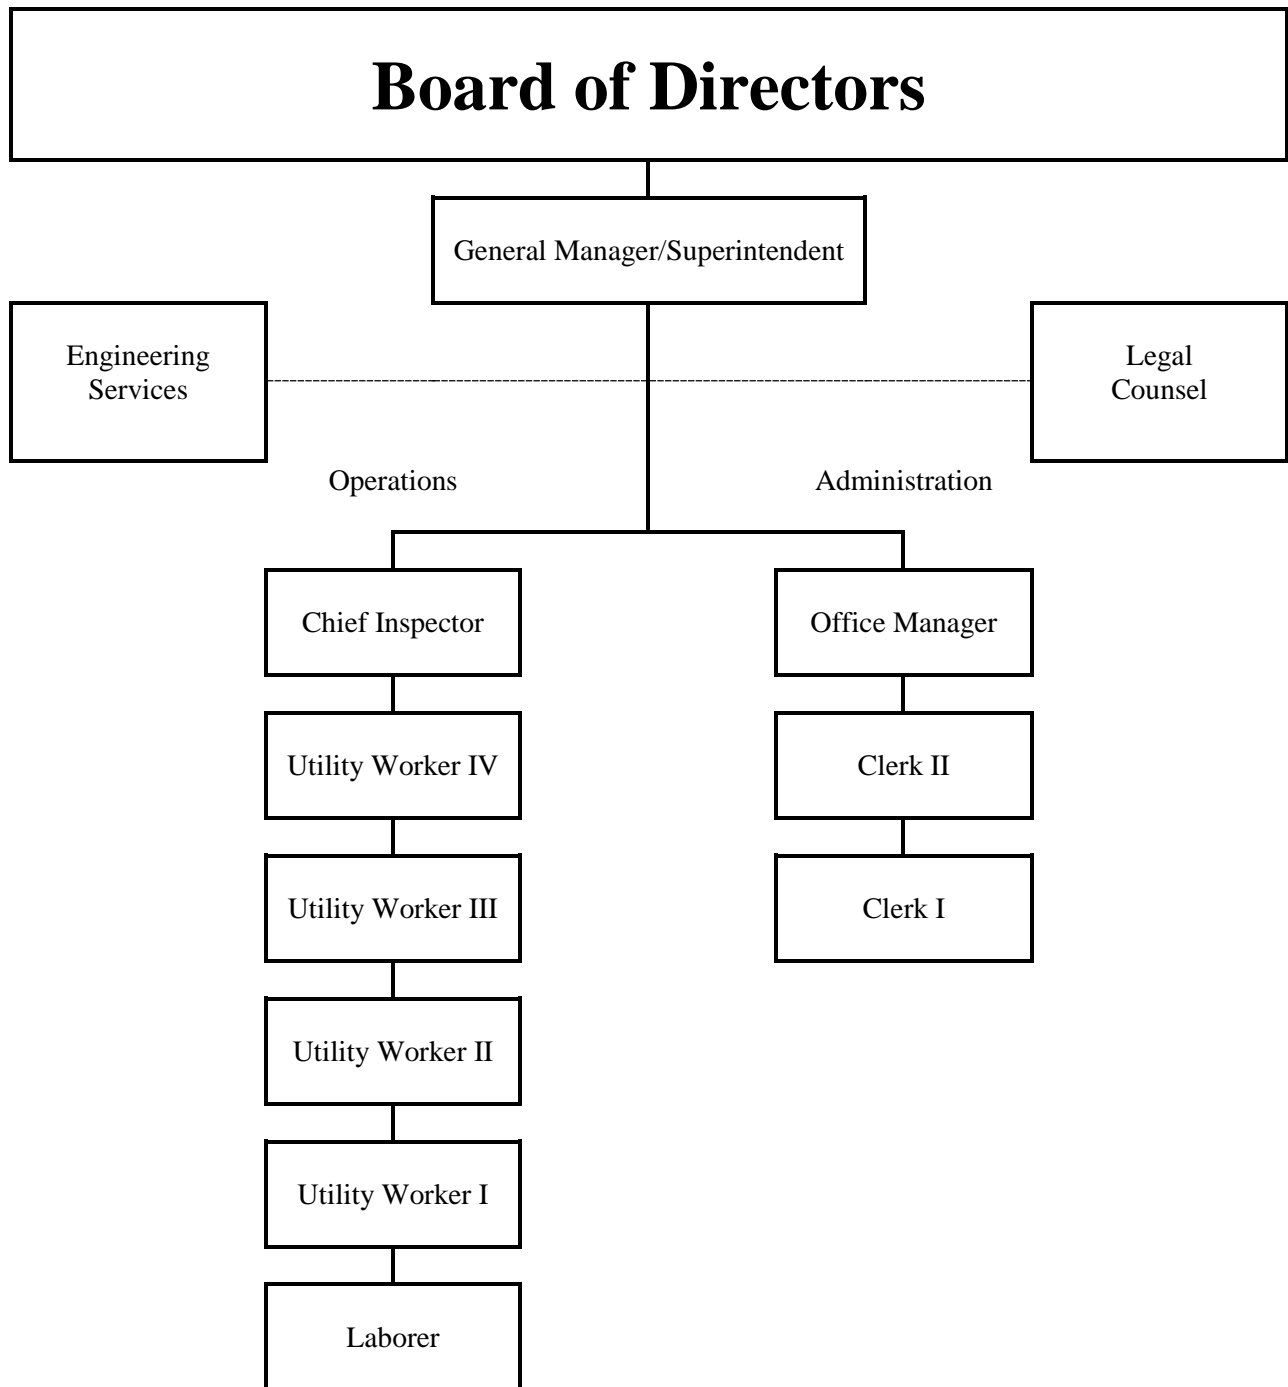 Board of Directors
General Manager/Superintendent
Engineering
Services
Legal
Counsel
Operations
Administration
Chief Inspector
Office Manager
Utility Worker IV
Clerk II
Utility Worker III
Clerk I
Utility Worker II
Utility Worker I
Laborer